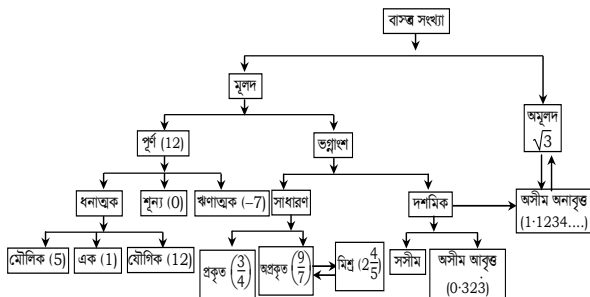 বাস্তব সংখ্যা
মূলদ
অমূলদ
√3
পূর্ণ (12)
ভগ্নাংশ
ধনাত্মক
শূন্য (0)
ঋণাত্মক (–7)
সাধারণ
দশমিক
অসীম অনাবৃত্ত
(1·1234....)
মৌলিক (5)
এক (1)
যৌগিক (12)
প্রকৃত (3/4)
অপ্রকৃত (9/7)
মিশ্র (2 4/5)
সসীম
অসীম আবৃত্ত
(0·323)